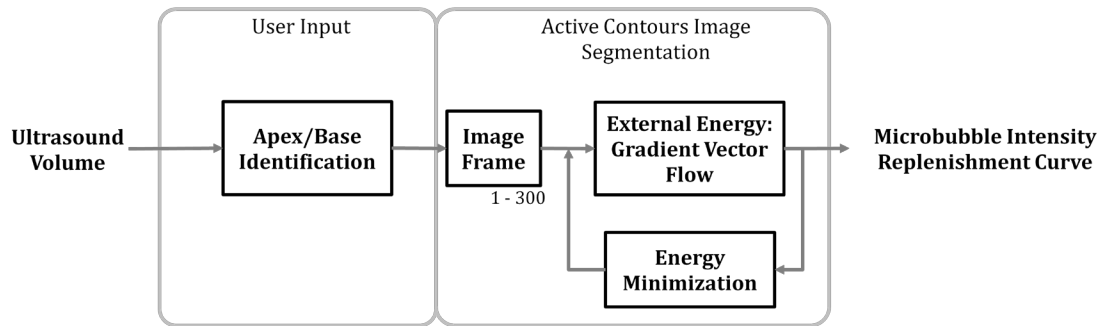 User Input
Active Contours Image
Segmentation
Ultrasound
Volume
Apex/Base
Identification
Image
Frame
1 - 300
External Energy:
Gradient Vector
Flow
Energy
Minimization
Microbubble Intensity
Replenishment Curve